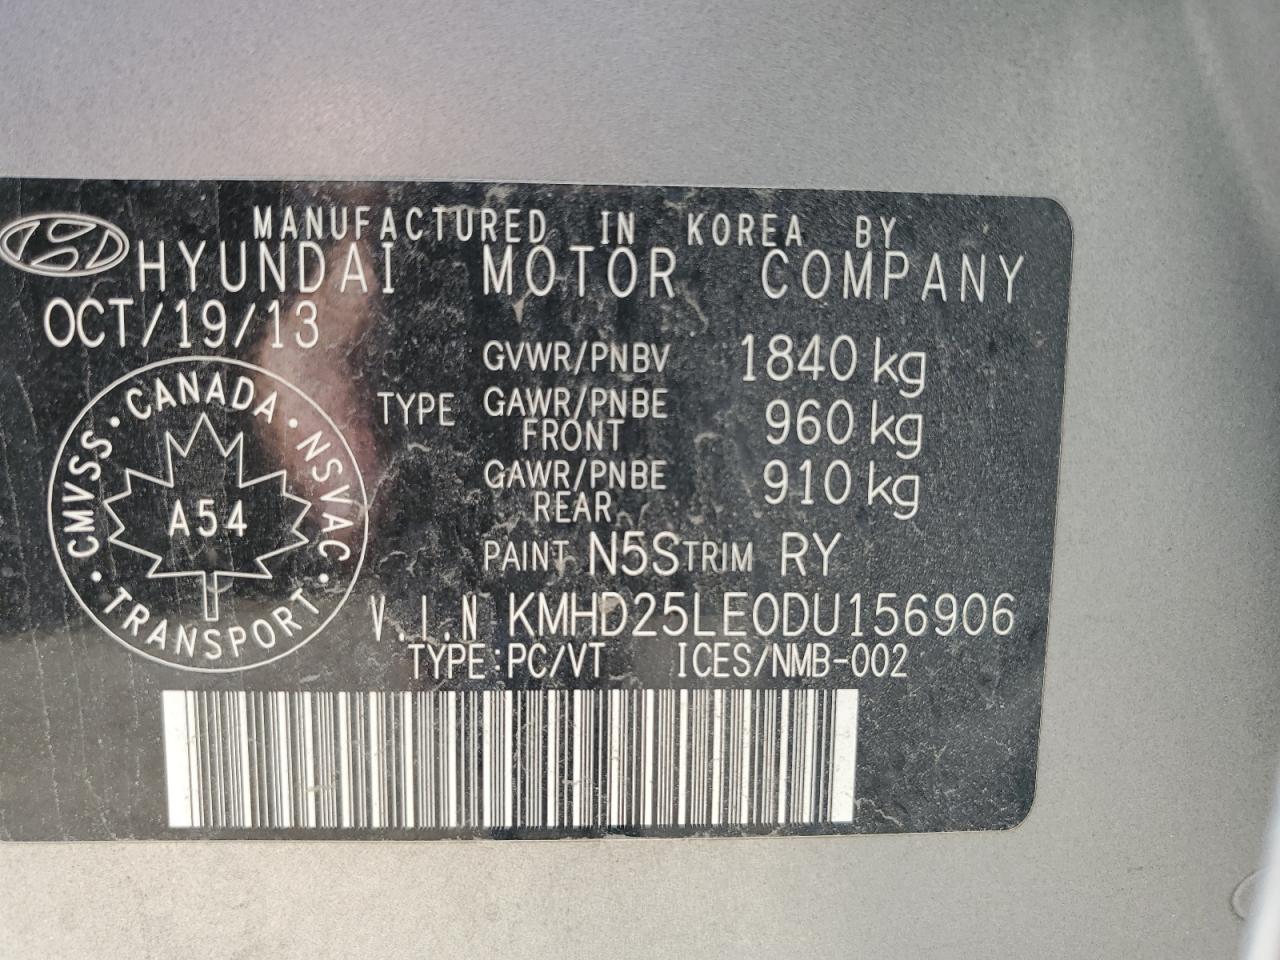 MANUFACTURED IN KOREA BY
HYUNDAI MOTOR COMPANY
OCT/19/13
GVWR/PNBV 1840 kg
TYPE GAWR/PNBE FRONT 960 kg
GAWR/PNBE REAR 910 kg
PAINT N5S TRIM RY
V.I.N KMHD25LE0DU156906
TYPE:PC/VT ICES/NMB-002
CMVSS · CANADA · NSVAC · TRANSPORT ·
A54